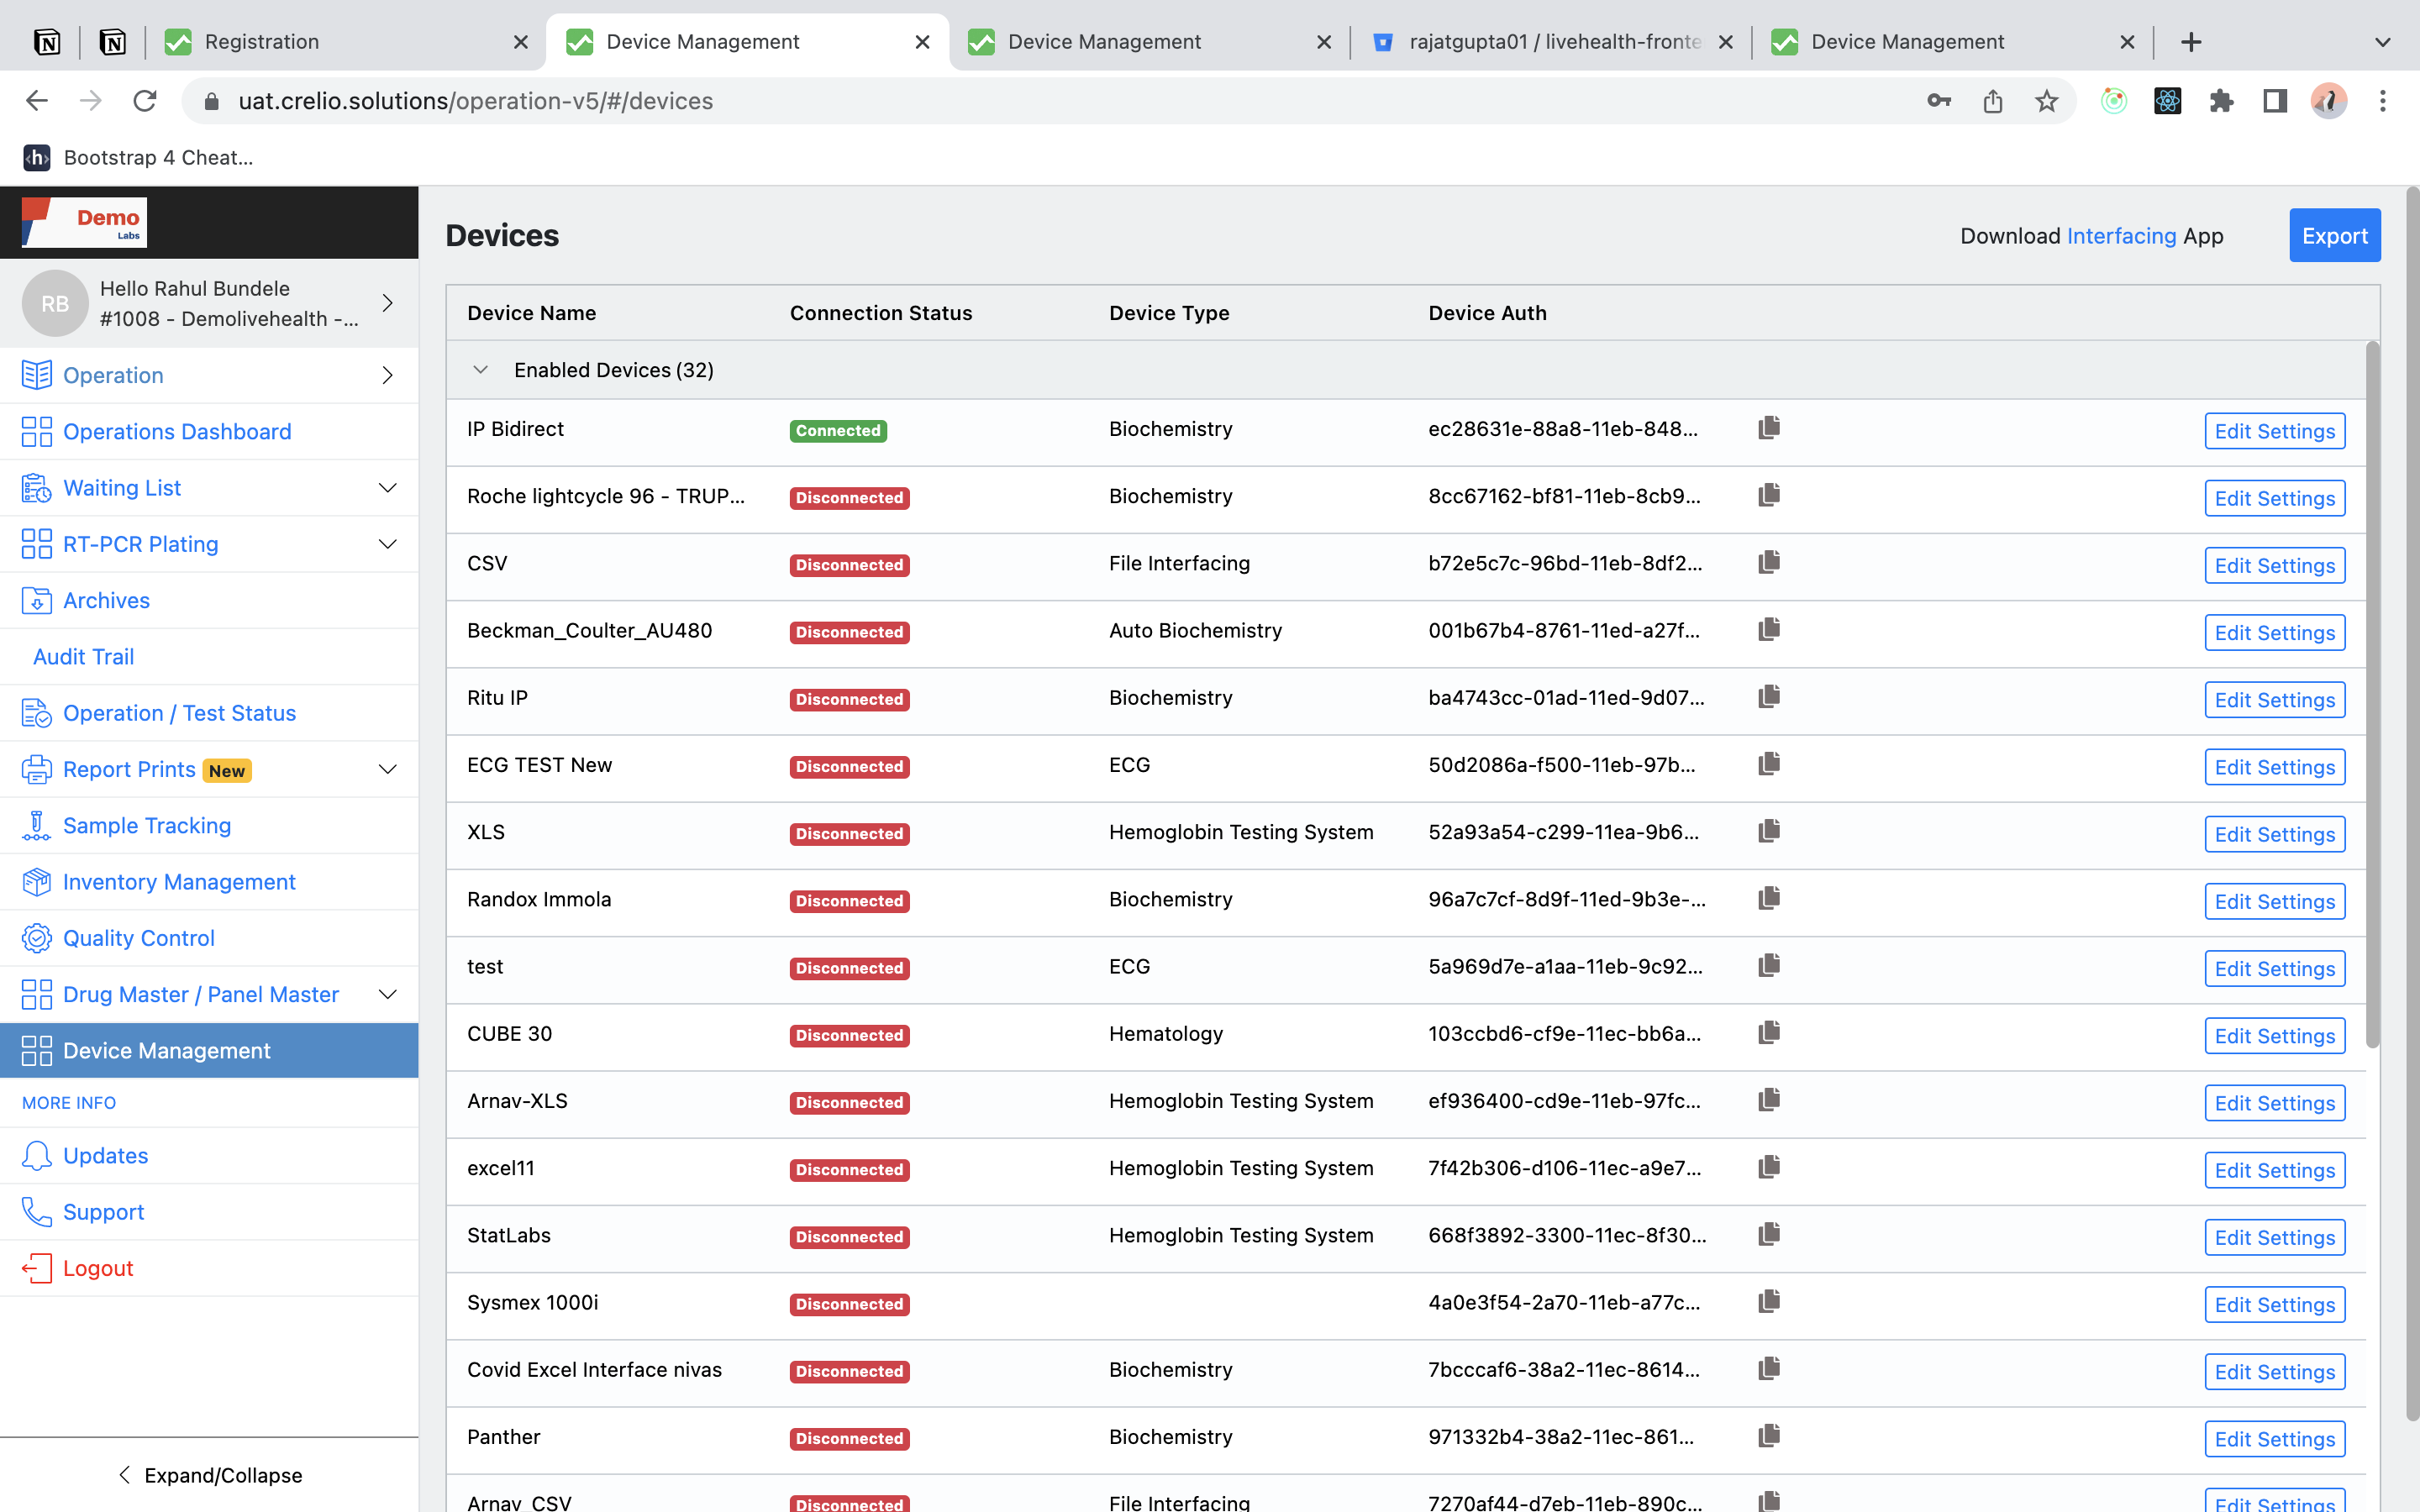 Registration
Device Management
Device Management
rajatgupta01 / livehealth-fronte
Device Management
uat.crelio.solutions/operation-v5/#/devices
Bootstrap 4 Cheat...
Demo
Labs
RB
Hello Rahul Bundele
#1008 - Demolivehealth -...
Operation
Operations Dashboard
Waiting List
RT-PCR Plating
Archives
Audit Trail
Operation / Test Status
Report Prints New
Sample Tracking
Inventory Management
Quality Control
Drug Master / Panel Master
Device Management
MORE INFO
Updates
Support
Logout
Expand/Collapse
Devices
Download Interfacing App
Export
Device Name Connection Status Device Type Device Auth
Enabled Devices (32)
IP Bidirect Connected Biochemistry ec28631e-88a8-11eb-848... Edit Settings
Roche lightcycle 96 - TRUP... Disconnected Biochemistry 8cc67162-bf81-11eb-8cb9... Edit Settings
CSV Disconnected File Interfacing b72e5c7c-96bd-11eb-8df2... Edit Settings
Beckman_Coulter_AU480 Disconnected Auto Biochemistry 001b67b4-8761-11ed-a27f... Edit Settings
Ritu IP Disconnected Biochemistry ba4743cc-01ad-11ed-9d07... Edit Settings
ECG TEST New Disconnected ECG 50d2086a-f500-11eb-97b... Edit Settings
XLS Disconnected Hemoglobin Testing System 52a93a54-c299-11ea-9b6... Edit Settings
Randox Immola Disconnected Biochemistry 96a7c7cf-8d9f-11ed-9b3e-... Edit Settings
test Disconnected ECG 5a969d7e-a1aa-11eb-9c92... Edit Settings
CUBE 30 Disconnected Hematology 103ccbd6-cf9e-11ec-bb6a... Edit Settings
Arnav-XLS Disconnected Hemoglobin Testing System ef936400-cd9e-11eb-97fc... Edit Settings
excel11 Disconnected Hemoglobin Testing System 7f42b306-d106-11ec-a9e7... Edit Settings
StatLabs Disconnected Hemoglobin Testing System 668f3892-3300-11ec-8f30... Edit Settings
Sysmex 1000i Disconnected 4a0e3f54-2a70-11eb-a77c... Edit Settings
Covid Excel Interface nivas Disconnected Biochemistry 7bcccaf6-38a2-11ec-8614... Edit Settings
Panther Disconnected Biochemistry 971332b4-38a2-11ec-861... Edit Settings
Arnav_CSV Disconnected File Interfacing 7270af44-d7eb-11eb-890c... Edit Settings